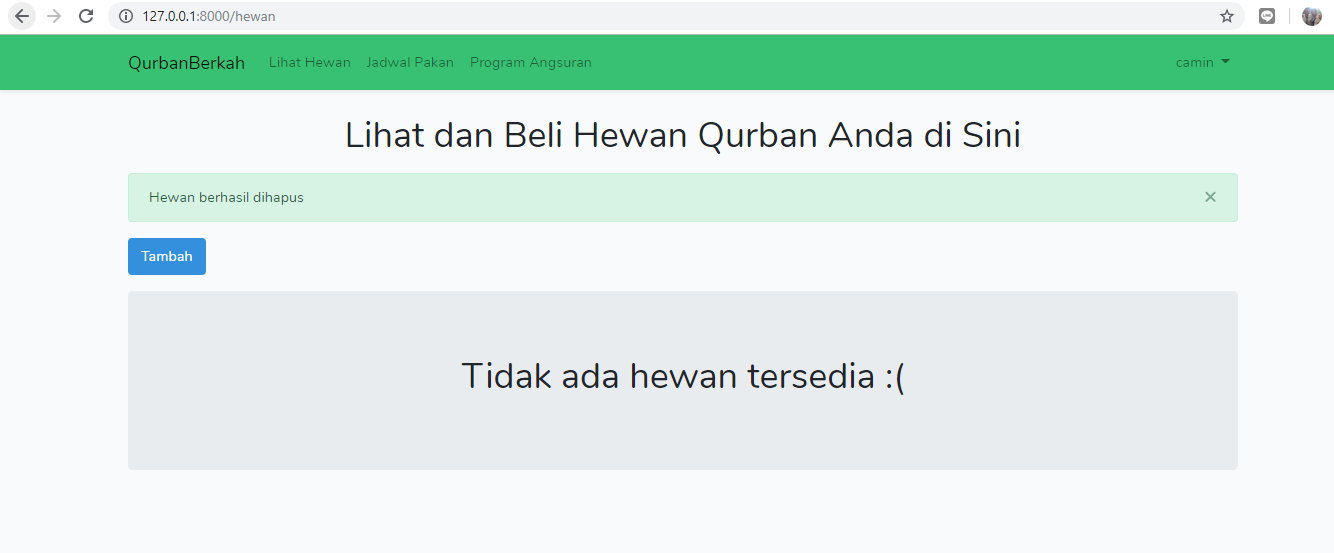 127.0.0.1:8000/hewan
QurbanBerkah Lihat Hewan Jadwal Pakan Program Angsuran camin
Lihat dan Beli Hewan Qurban Anda di Sini
Hewan berhasil dihapus ×
Tambah
Tidak ada hewan tersedia :(